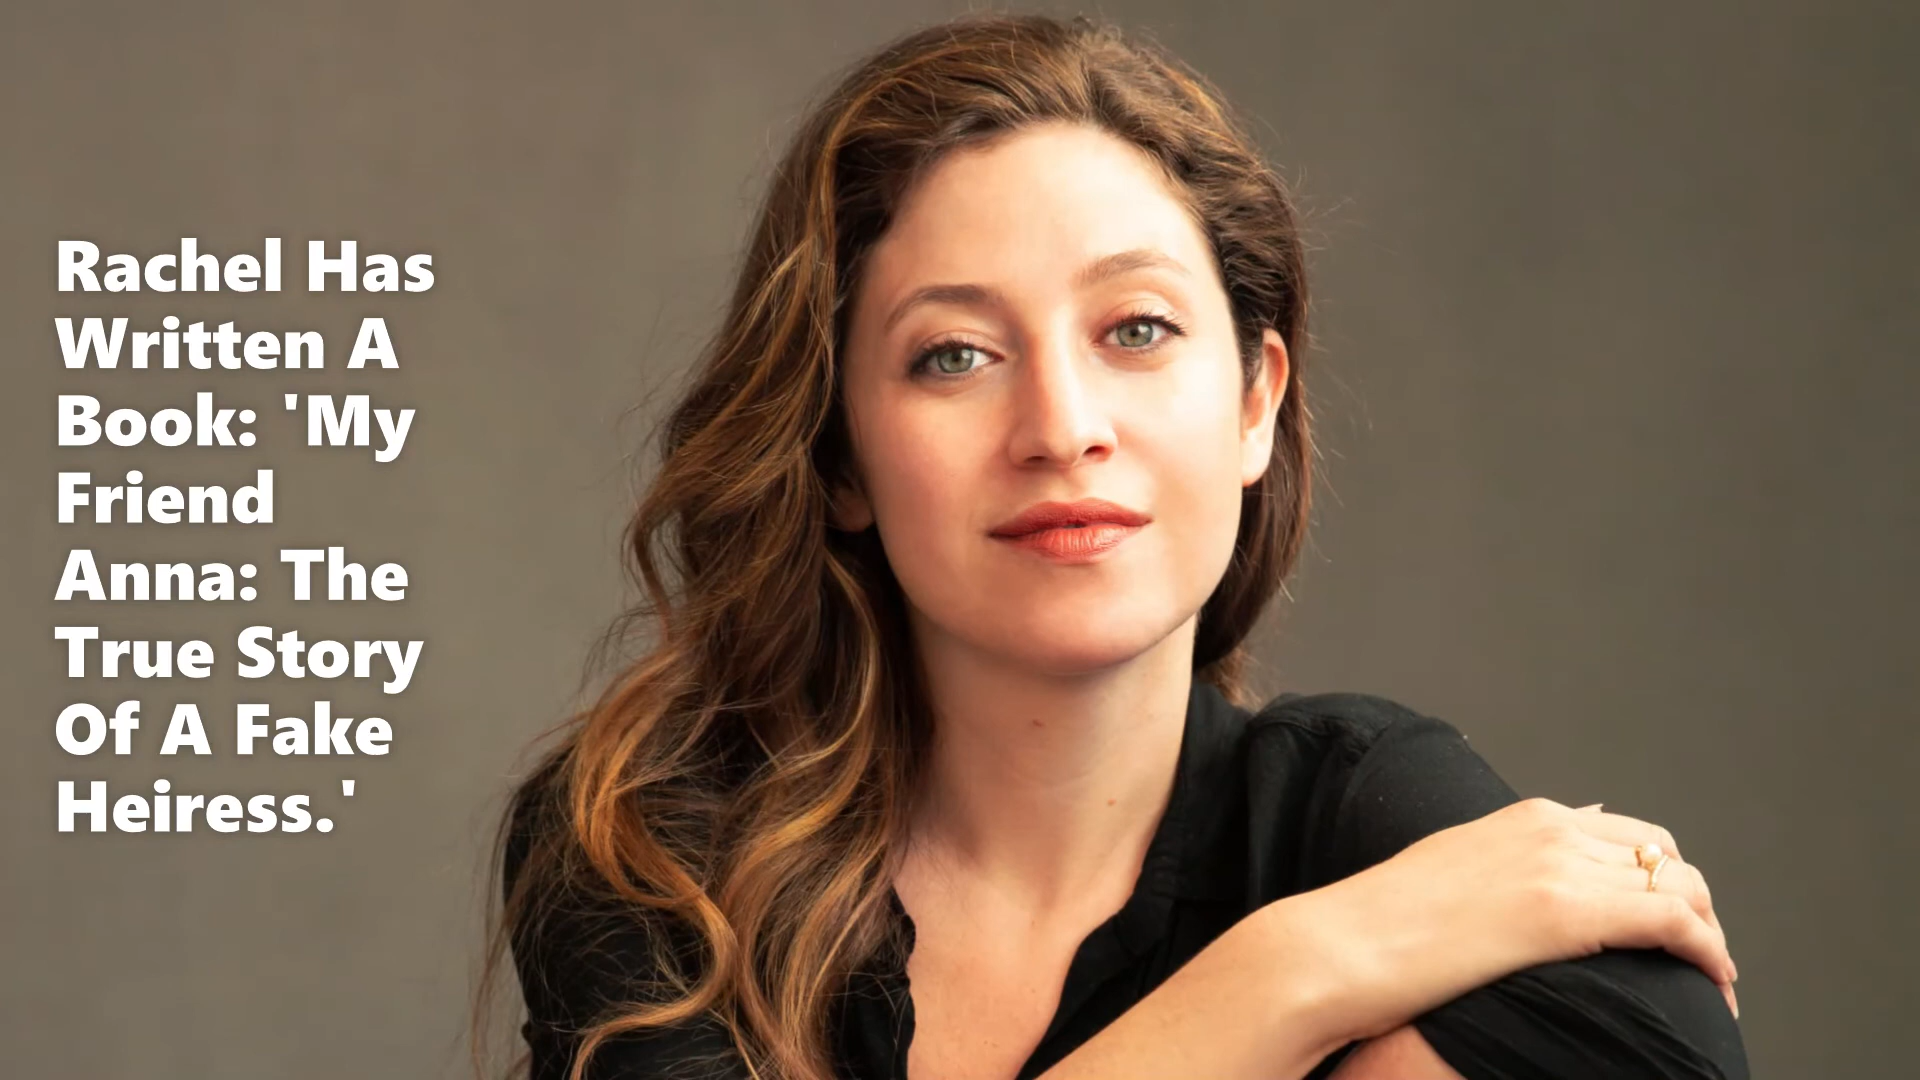 Rachel Has
Written A
Book: 'My
Friend
Anna: The
True Story
Of A Fake
Heiress.'